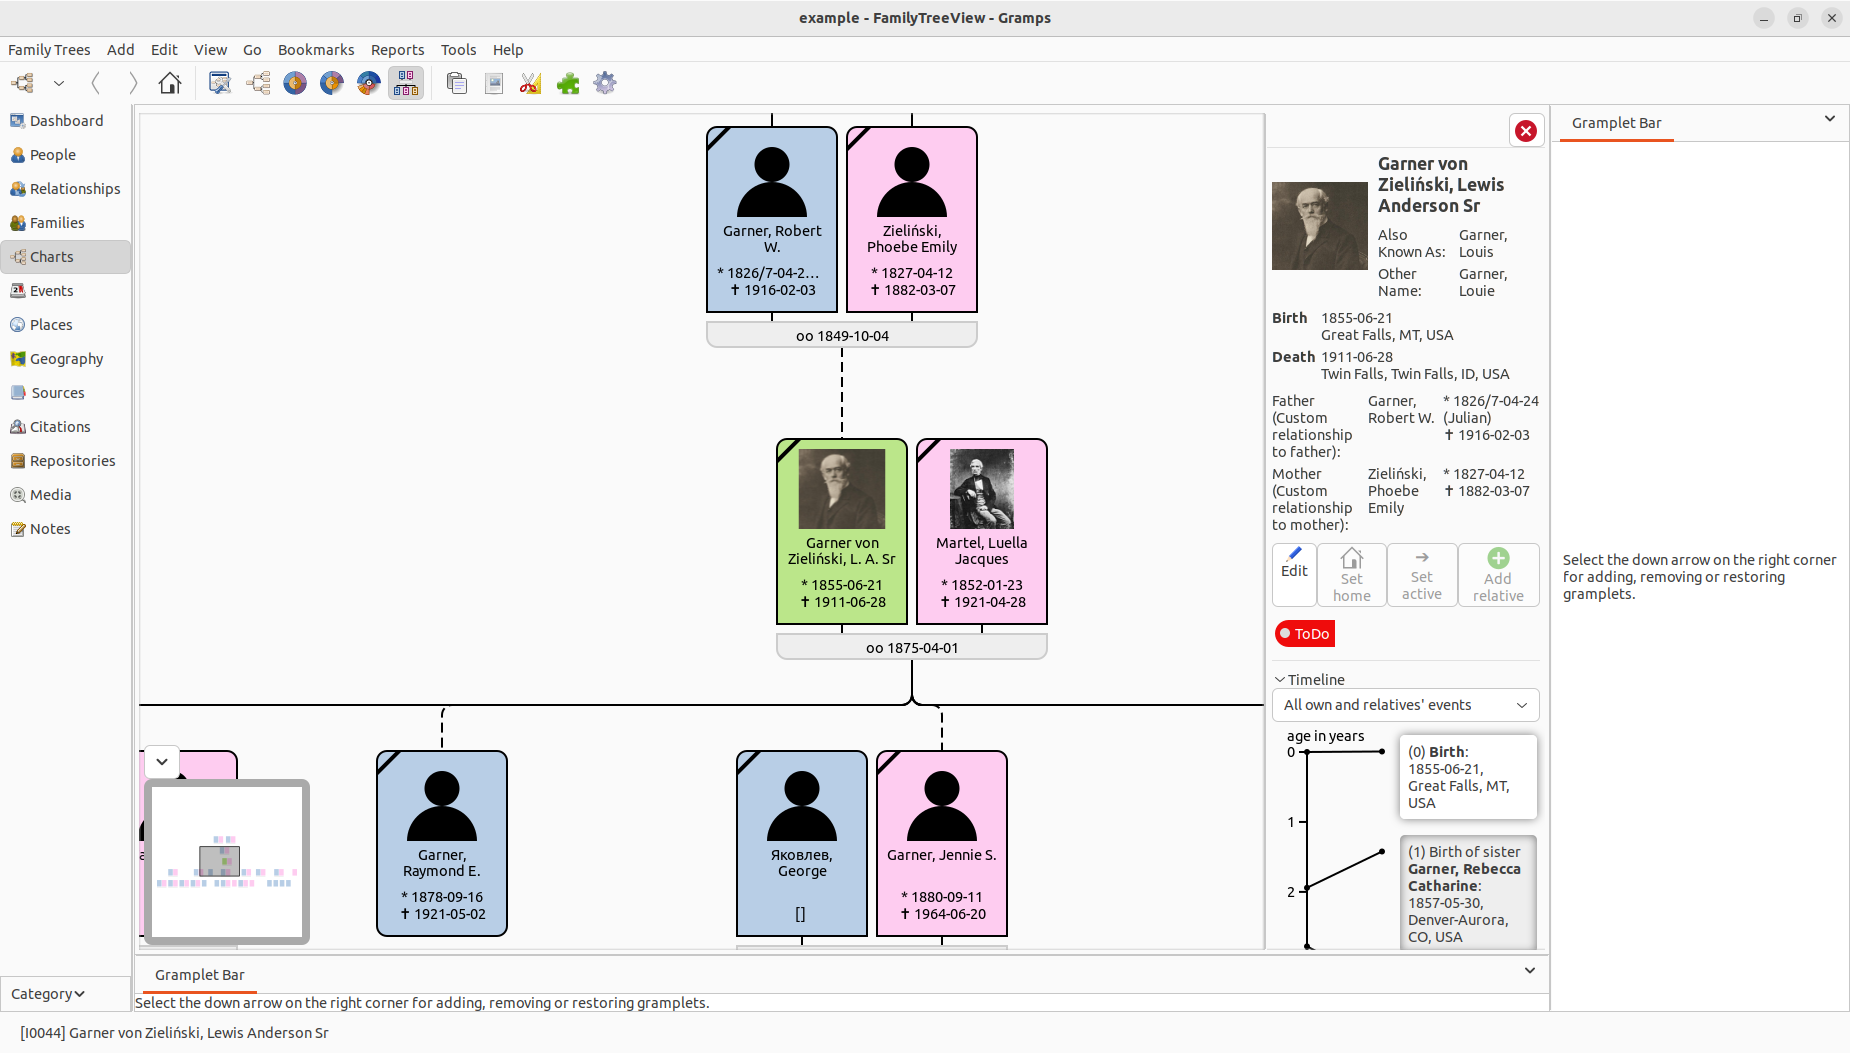 example - FamilyTreeView - Gramps
Family Trees Add Edit View Go Bookmarks Reports Tools Help
Dashboard
People
Relationships
Families
Charts
Events
Places
Geography
Sources
Citations
Repositories
Media
Notes
Category
Garner, Robert
W.
* 1826/7-04-2…
✝ 1916-02-03
Zieliński,
Phoebe Emily
* 1827-04-12
✝ 1882-03-07
oo 1849-10-04
Garner von
Zieliński, L. A. Sr
* 1855-06-21
✝ 1911-06-28
Martel, Luella
Jacques
* 1852-01-23
✝ 1921-04-28
oo 1875-04-01
Garner,
Raymond E.
* 1878-09-16
✝ 1921-05-02
Яковлев,
George
[]
Garner, Jennie S.
* 1880-09-11
✝ 1964-06-20
Garner von
Zieliński, Lewis
Anderson Sr
Also Garner,
Known As: Louis
Other Garner,
Name: Louie
Birth 1855-06-21
Great Falls, MT, USA
Death 1911-06-28
Twin Falls, Twin Falls, ID, USA
Father Garner, * 1826/7-04-24
(Custom Robert W. (Julian)
relationship ✝ 1916-02-03
to father):
Mother Zieliński, * 1827-04-12
(Custom Phoebe ✝ 1882-03-07
relationship Emily
to mother):
Edit
Set
home
Set
active
Add
relative
ToDo
Timeline
All own and relatives' events
age in years
0
1
2
(0) Birth:
1855-06-21,
Great Falls, MT,
USA
(1) Birth of sister
Garner, Rebecca
Catharine:
1857-05-30,
Denver-Aurora,
CO, USA
Gramplet Bar
Select the down arrow on the right corner
for adding, removing or restoring
gramplets.
Gramplet Bar
Select the down arrow on the right corner for adding, removing or restoring gramplets.
[I0044] Garner von Zieliński, Lewis Anderson Sr